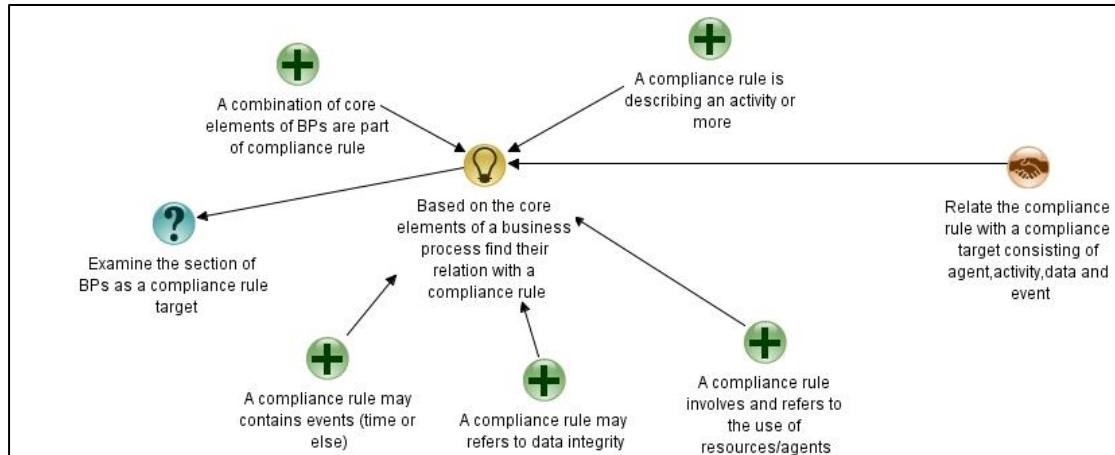 A combination of core
elements of BPs are part
of compliance rule
A compliance rule is
describing an activity or
more
Examine the section of
BPs as a compliance rule
target
Based on the core
elements of a business
process find their
relation with a
compliance rule
Relate the compliance
rule with a compliance
target consisting of
agent,activity,data and
event
A compliance rule may
contains events (time or
else)
A compliance rule may
refers to data integrity
A compliance rule
involves and refers to
the use of
resources/agents